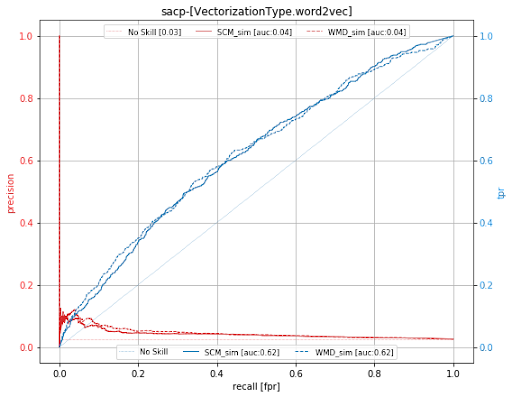 sacp-[VectorizationType.word2vec]
No Skill [0.03] SCM_sim [auc:0.04] WMD_sim [auc:0.04]
1.0 1.0
0.8 0.8
0.6 0.6
precision tpr
0.4 0.4
0.2 0.2
0.0 0.0
No Skill SCM_sim [auc:0.62] WMD_sim [auc:0.62]
0.0 0.2 0.4 0.6 0.8 1.0
recall [fpr]